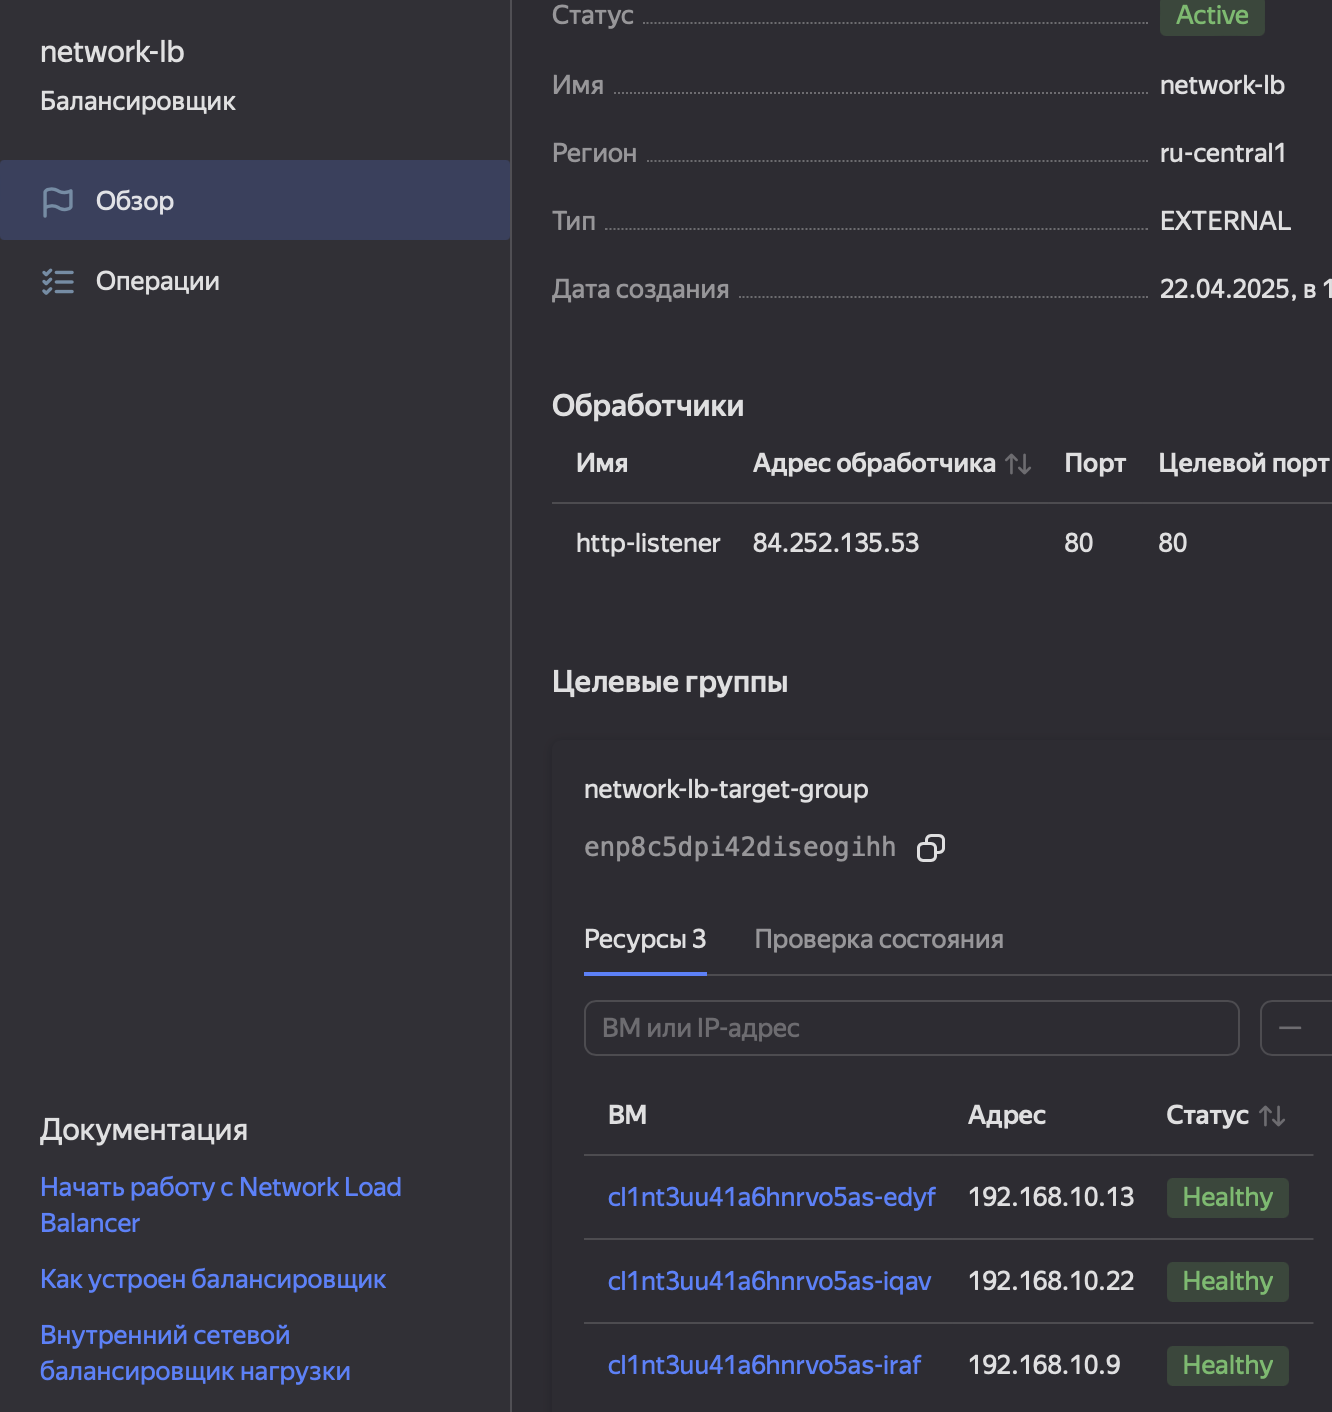 network-lb
Балансировщик
Обзор
Операции
Документация
Начать работу с Network Load
Balancer
Как устроен балансировщик
Внутренний сетевой
балансировщик нагрузки
Статус Active
Имя network-lb
Регион ru-central1
Тип EXTERNAL
Дата создания 22.04.2025, в 1
Обработчики
Имя Адрес обработчика Порт Целевой порт
http-listener 84.252.135.53 80 80
Целевые группы
network-lb-target-group
enp8c5dpi42diseogihh
Ресурсы 3 Проверка состояния
ВМ или IP-адрес —
ВМ Адрес Статус
cl1nt3uu41a6hnrvo5as-edyf 192.168.10.13 Healthy
cl1nt3uu41a6hnrvo5as-iqav 192.168.10.22 Healthy
cl1nt3uu41a6hnrvo5as-iraf 192.168.10.9 Healthy